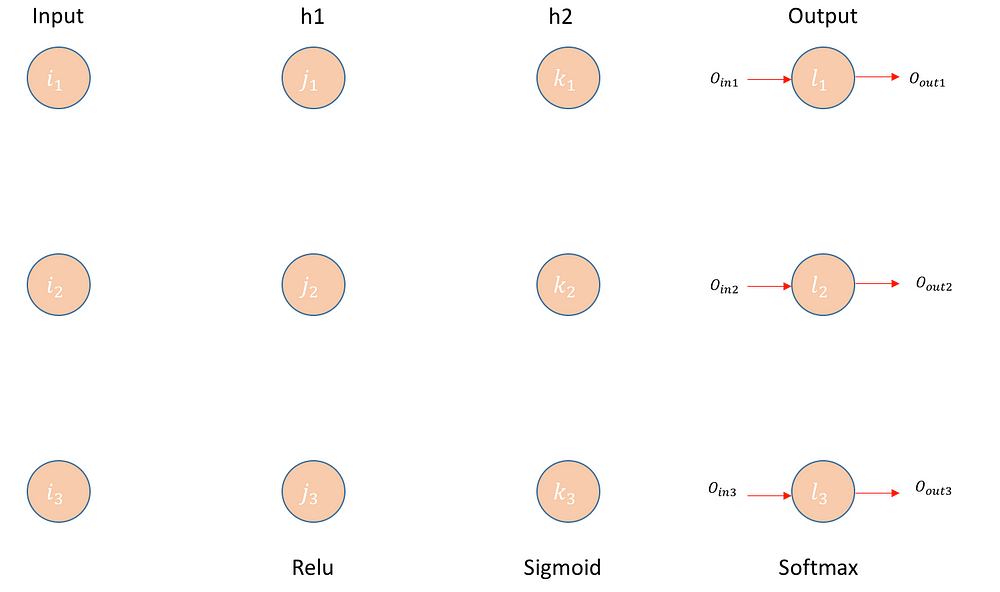 Input h1 h2 Output
i₁ j₁ k₁ Oᵢₙ₁ l₁ Oₒᵤₜ₁
i₂ j₂ k₂ Oᵢₙ₂ l₂ Oₒᵤₜ₂
i₃ j₃ k₃ Oᵢₙ₃ l₃ Oₒᵤₜ₃
Relu Sigmoid Softmax